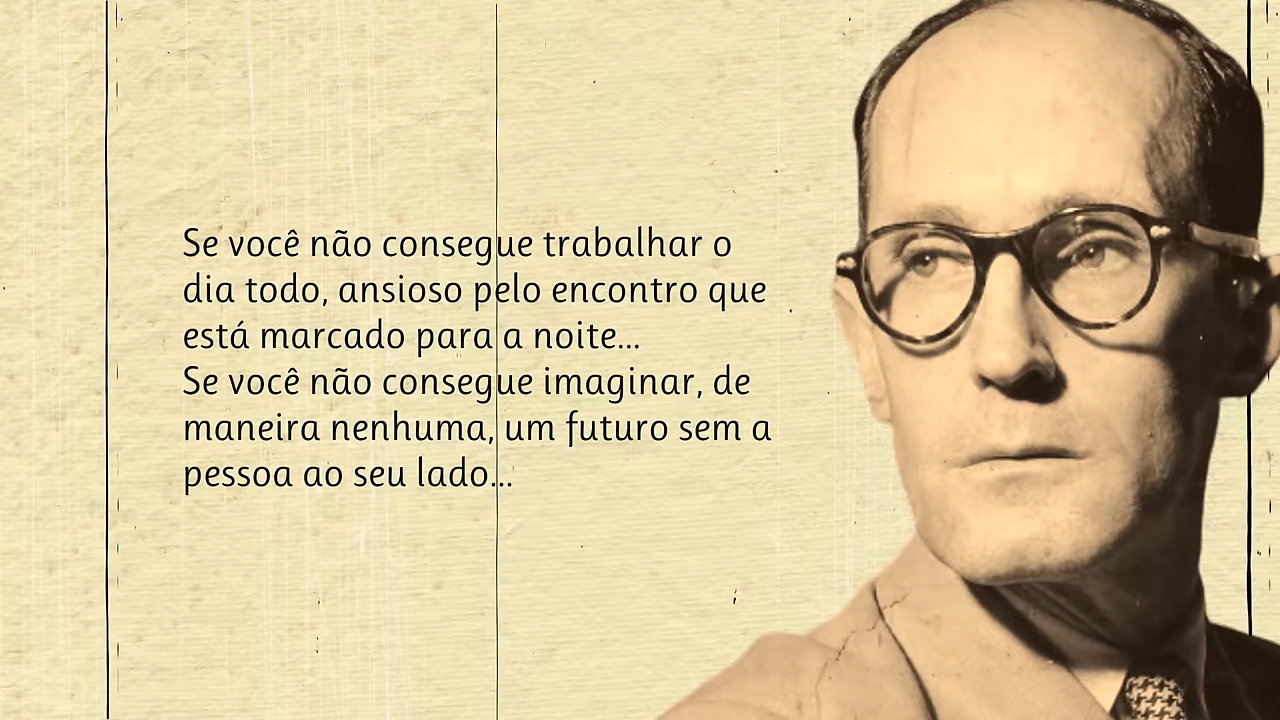 Se você não consegue trabalhar o
dia todo, ansioso pelo encontro que
está marcado para a noite...
Se você não consegue imaginar, de
maneira nenhuma, um futuro sem a
pessoa ao seu lado...